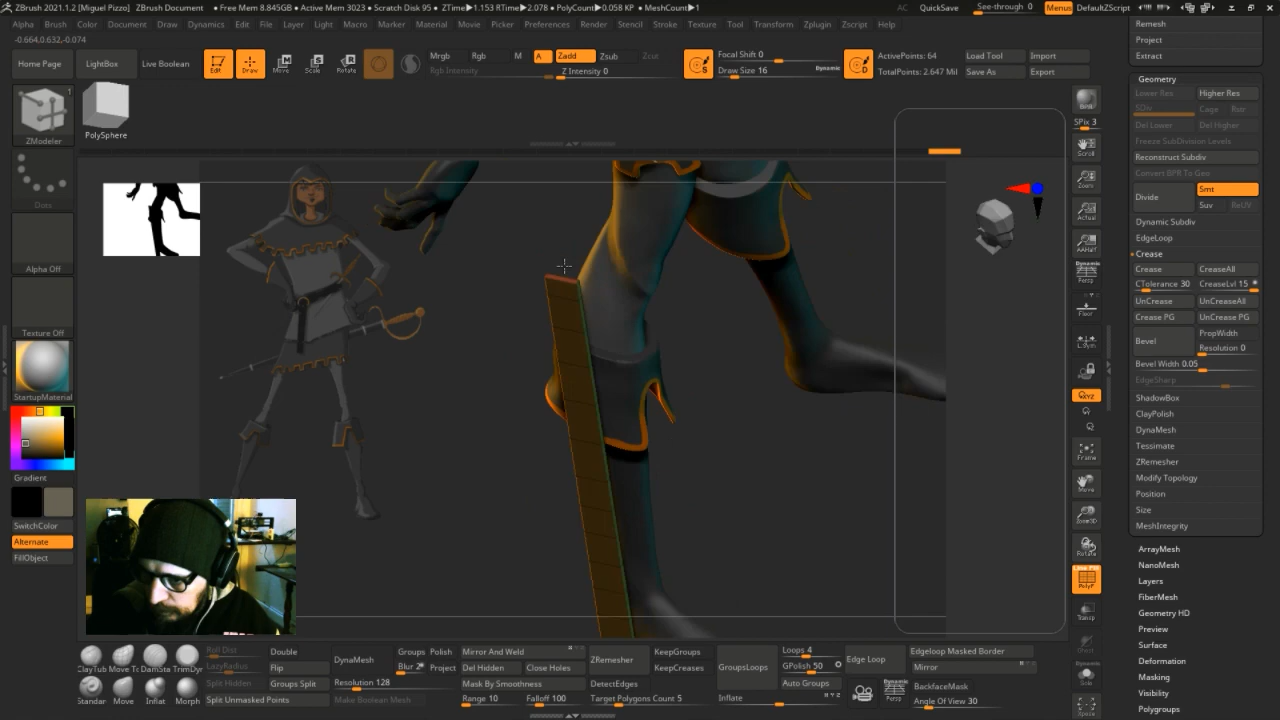 ZBrush 2021.1.2 [Miguel Pizzo]   ZBrush Document   • Free Mem 8.845GB • Active Mem 3023 • Scratch Disk 95 • ZTime▶1.153 RTime▶2.078 • PolyCount▶0.058 KP • MeshCount▶1   AC   QuickSave   See-through 0   Menus   DefaultZScript
Alpha Brush Color Document Draw Dynamics Edit File Layer Light Macro Marker Material Movie Picker Preferences Render Stencil Stroke Texture Tool Transform Zplugin Zscript Help
-0.664,0.632,-0.074
Home Page LightBox Live Boolean Edit Draw Move Scale Rotate
Mrgb Rgb M A Zadd Zsub Zcut
Rgb Intensity Z Intensity 0
Focal Shift 0
Draw Size 16 Dynamic
ActivePoints: 64
TotalPoints: 2.647 Mil
Load Tool Import
Save As Export
ZModeler
1
PolySphere
Dots
Alpha Off
Texture Off
StartupMaterial
Gradient
SwitchColor
Alternate
FillObject
BPR
SPix 3
Scroll
Zoom
Actual
AAHalf
Dynamic
Persp
Floor
L.Sym
Frame
Move
Zoom3D
Rotate
PolyF
Transp
Dynamic
Solo
Xpose
Remesh
Project
Extract
Geometry
Lower Res Higher Res
SDiv Cage Rstr
Del Lower Del Higher
Freeze SubDivision Levels
Reconstruct Subdiv
Convert BPR To Geo
Divide Smt
Suv ReUV
Dynamic Subdiv
EdgeLoop
Crease
Crease CreaseAll
CTolerance 30 CreaseLvl 15
UnCrease UnCreaseAll
Crease PG UnCrease PG
Bevel PropWidth
Resolution 0
Bevel Width 0.05
EdgeSharp
ShadowBox
ClayPolish
DynaMesh
Tessimate
ZRemesher
Modify Topology
Position
Size
MeshIntegrity
ArrayMesh
NanoMesh
Layers
FiberMesh
Geometry HD
Preview
Surface
Deformation
Masking
Visibility
Polygroups
ClayTub Move To DamSta TrimDy
Standar Move Inflat Morph
Roll Dist
LazyRadius
Split Hidden
Split Unmasked Points
Double
Flip
Groups Split
DynaMesh
Resolution 128
Groups Polish
Blur 2 Project
Make Boolean Mesh
Mirror And Weld
Del Hidden Close Holes
Mask By Smoothness
Range 10 Falloff 100
ZRemesher
DetectEdges
Target Polygons Count 5
KeepGroups
KeepCreases
GroupsLoops
Inflate
Loops 4
GPolish 50
Auto Groups
Edge Loop
Persp
Edgeloop Masked Border
Mirror
BackfaceMask
Angle Of View 30